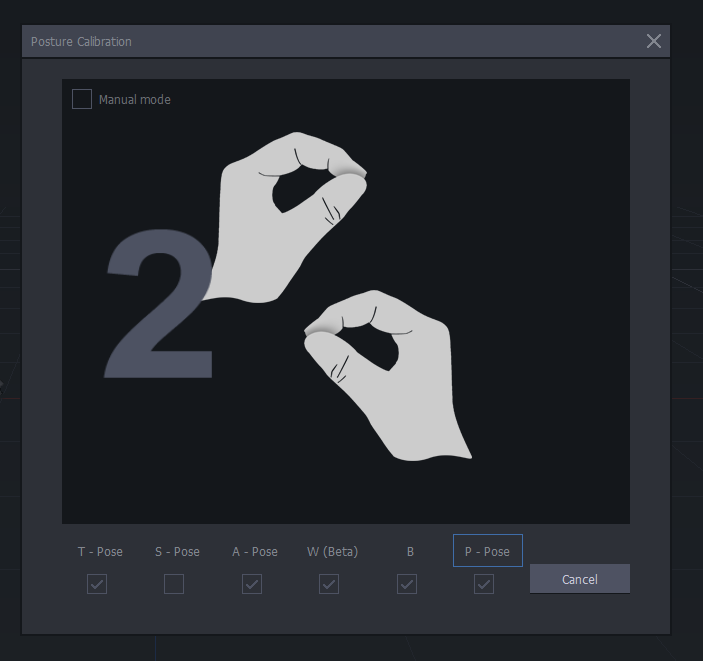 Posture Calibration
Manual mode
2
T - Pose
S - Pose
A - Pose
W (Beta)
B
P - Pose
Cancel